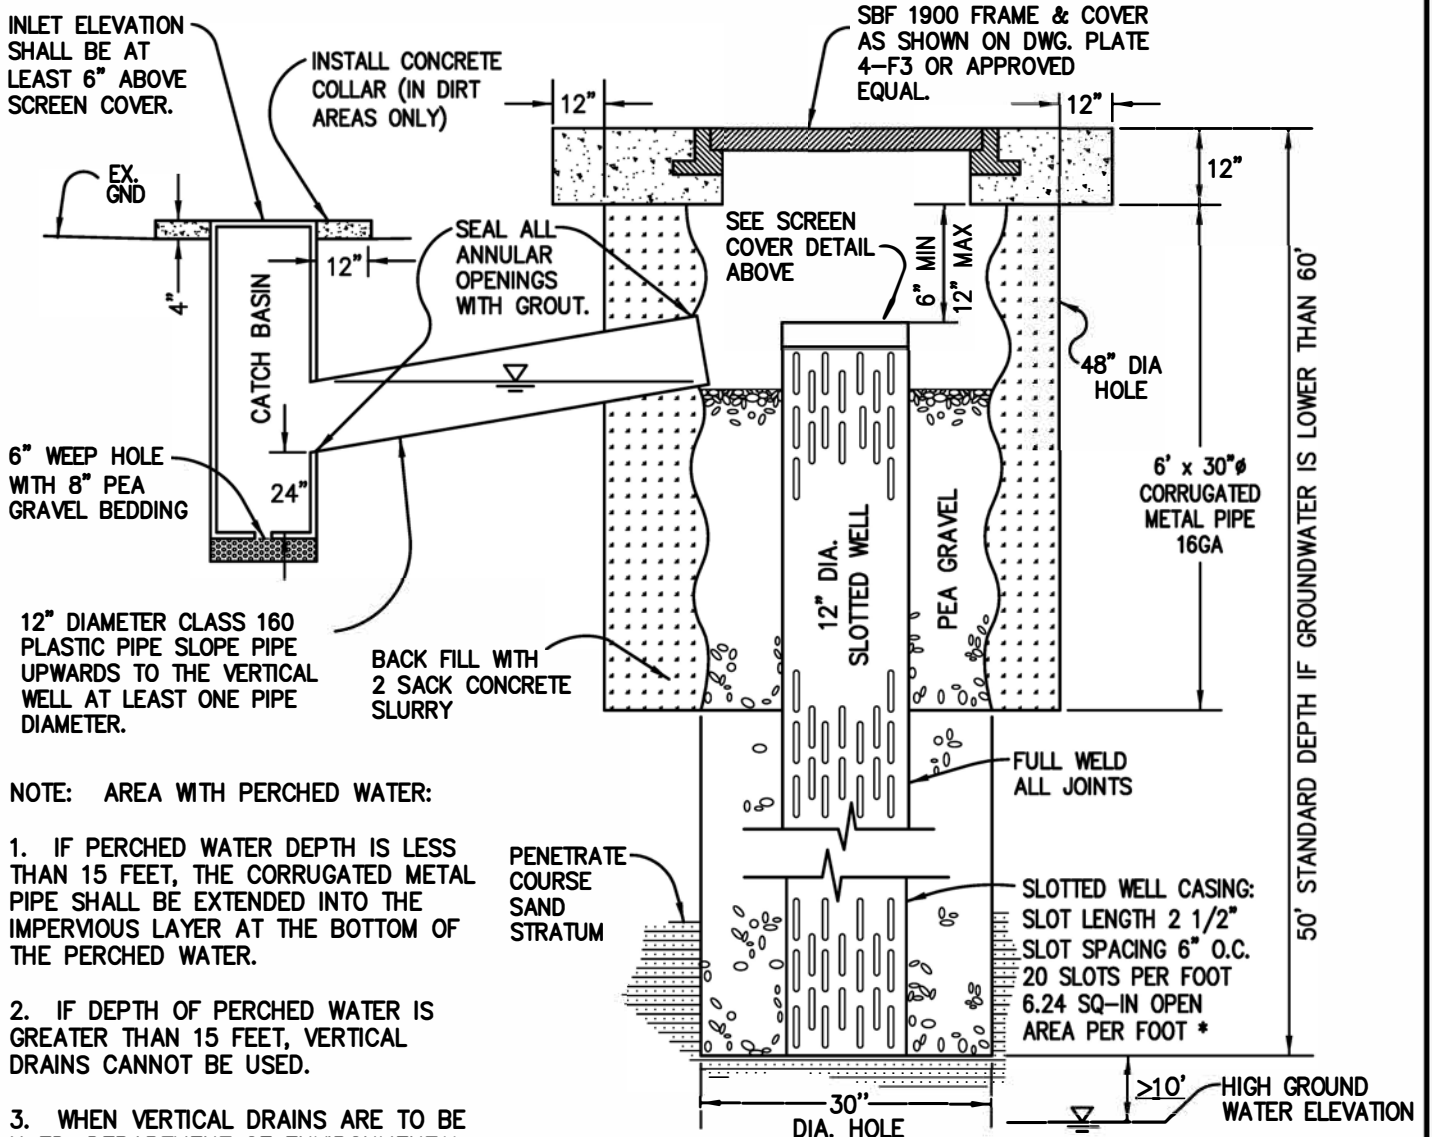 INLET ELEVATION
SHALL BE AT
LEAST 6" ABOVE
SCREEN COVER.
INSTALL CONCRETE
COLLAR (IN DIRT
AREAS ONLY)
SBF 1900 FRAME & COVER
AS SHOWN ON DWG. PLATE
4-F3 OR APPROVED
EQUAL.
12"
12"
12"
EX.
GND
4"
12"
CATCH BASIN
SEAL ALL
ANNULAR
OPENINGS
WITH GROUT.
SEE SCREEN
COVER DETAIL
ABOVE
6" MIN
12" MAX
48" DIA
HOLE
6' x 30"ø
CORRUGATED
METAL PIPE
16GA
50' STANDARD DEPTH IF GROUNDWATER IS LOWER THAN 60'
6" WEEP HOLE
WITH 8" PEA
GRAVEL BEDDING
24"
12" DIA.
SLOTTED WELL
PEA GRAVEL
12" DIAMETER CLASS 160
PLASTIC PIPE SLOPE PIPE
UPWARDS TO THE VERTICAL
WELL AT LEAST ONE PIPE
DIAMETER.
BACK FILL WITH
2 SACK CONCRETE
SLURRY
FULL WELD
ALL JOINTS
NOTE: AREA WITH PERCHED WATER:
1. IF PERCHED WATER DEPTH IS LESS
THAN 15 FEET, THE CORRUGATED METAL
PIPE SHALL BE EXTENDED INTO THE
IMPERVIOUS LAYER AT THE BOTTOM OF
THE PERCHED WATER.
PENETRATE
COURSE
SAND
STRATUM
SLOTTED WELL CASING:
SLOT LENGTH 2 1/2"
SLOT SPACING 6" O.C.
20 SLOTS PER FOOT
6.24 SQ-IN OPEN
AREA PER FOOT *
2. IF DEPTH OF PERCHED WATER IS
GREATER THAN 15 FEET, VERTICAL
DRAINS CANNOT BE USED.
3. WHEN VERTICAL DRAINS ARE TO BE
30"
DIA. HOLE
>10'
HIGH GROUND
WATER ELEVATION